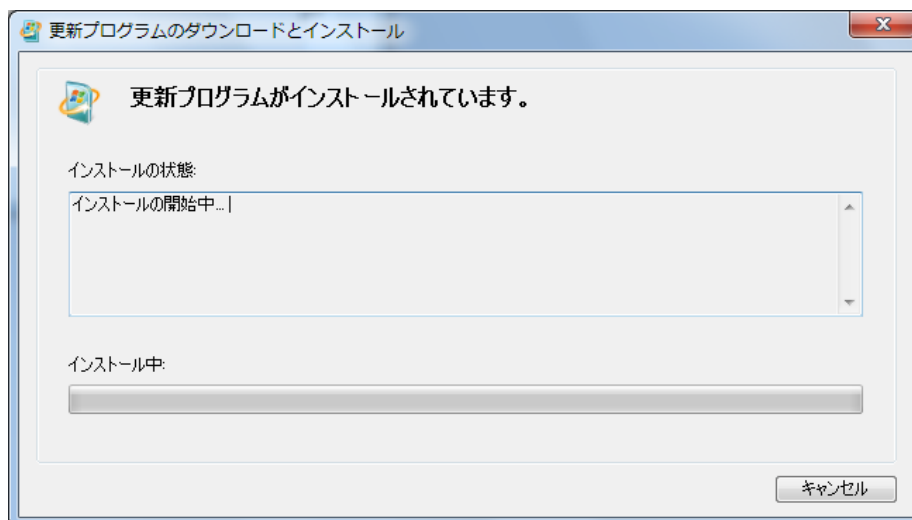 更新プログラムのダウンロードとインストール
更新プログラムがインストールされています。
インストールの状態:
インストールの開始中...
インストール中:
キャンセル